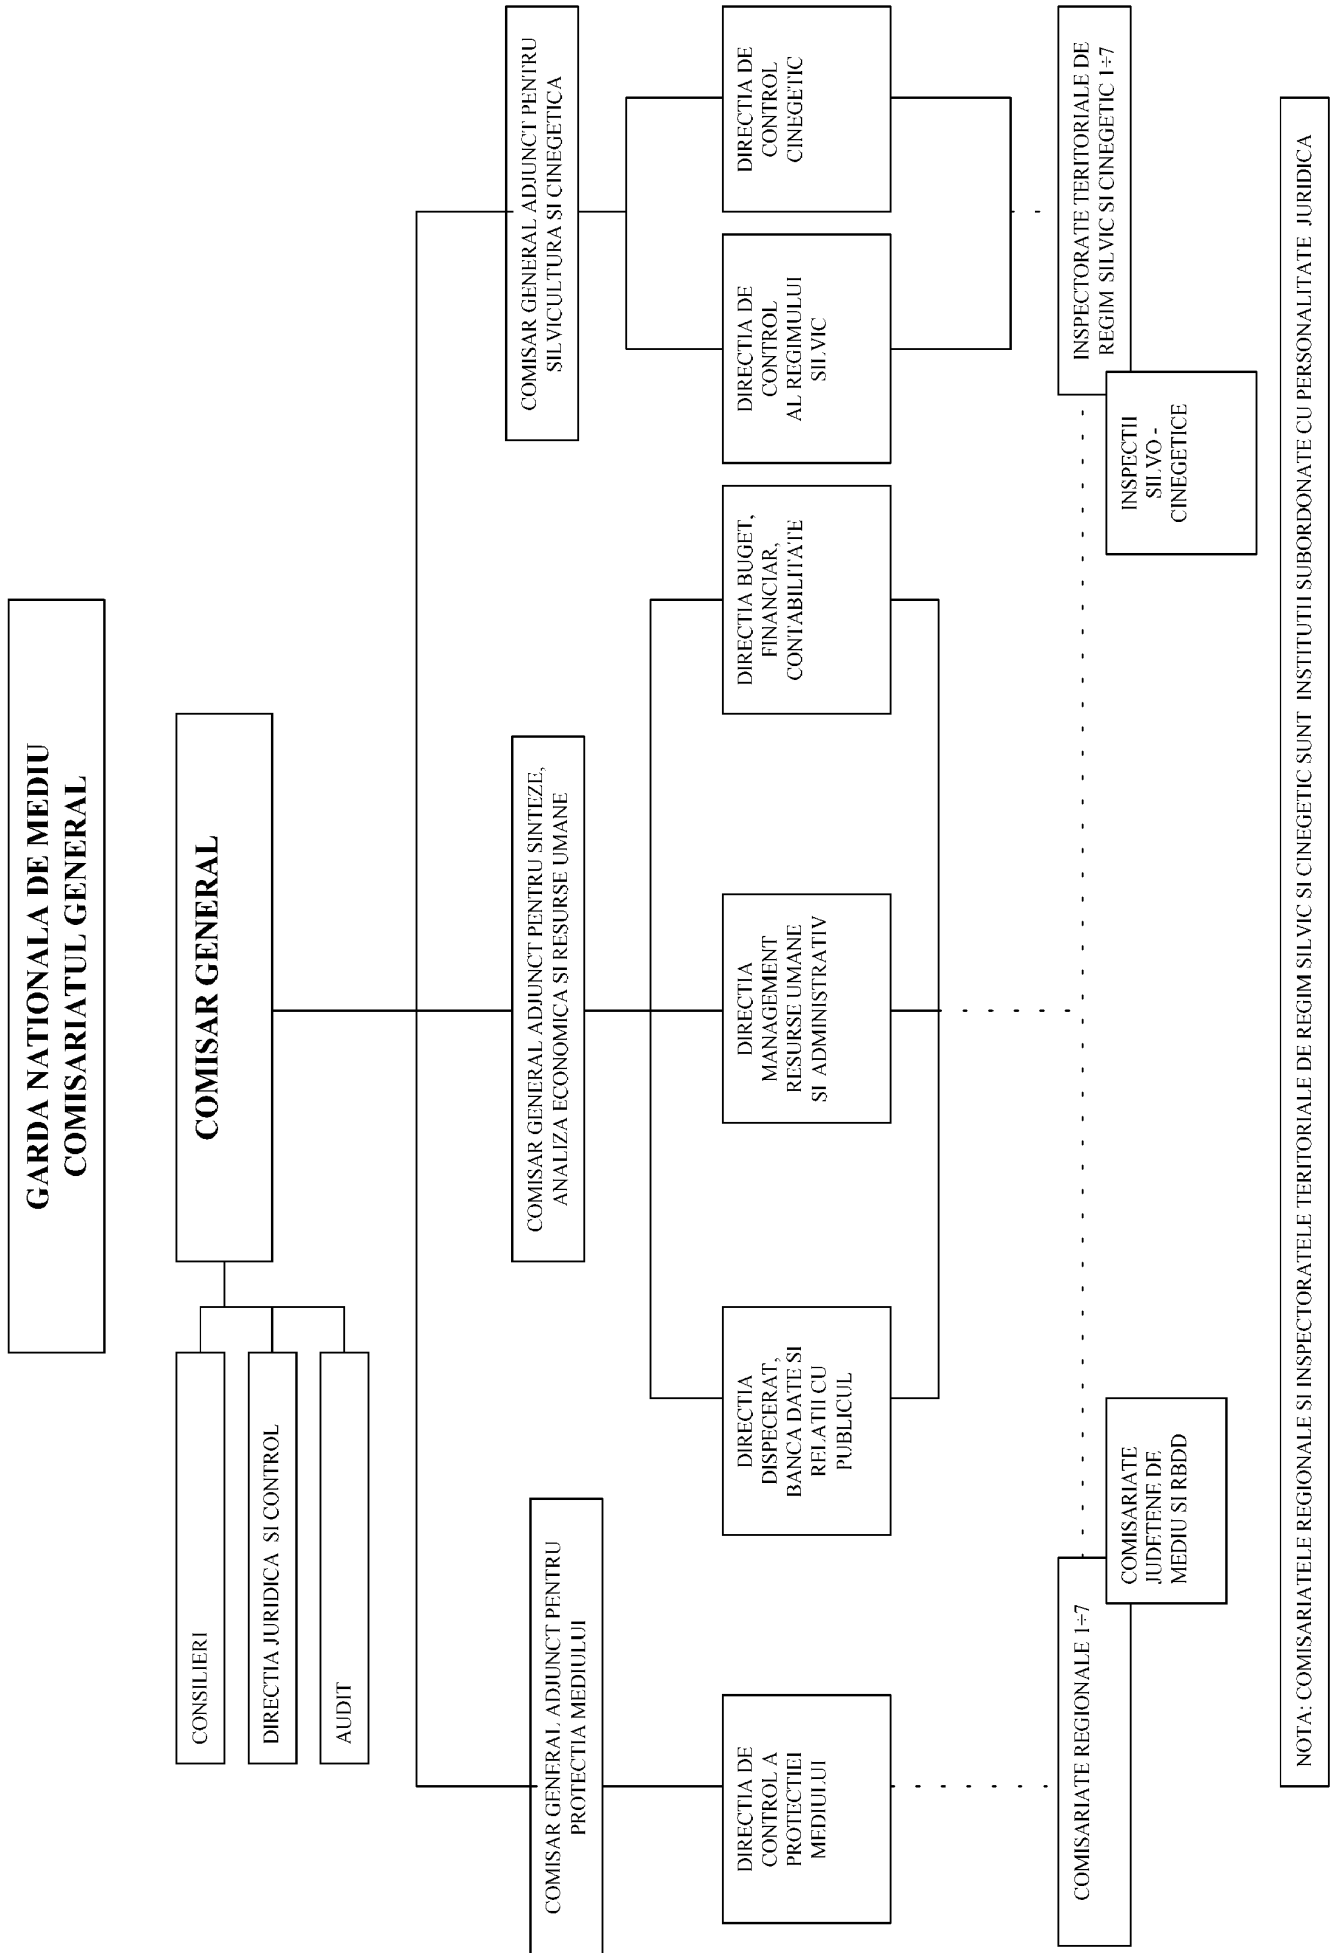 GARDA NATIONALA DE MEDIU
COMISARIATUL GENERAL
COMISAR GENERAL
CONSILIERI
DIRECTIA JURIDICA SI CONTROL
AUDIT
COMISAR GENERAL ADJUNCT PENTRU
PROTECTIA MEDIULUI
COMISAR GENERAL ADJUNCT PENTRU SINTEZE,
ANALIZA ECONOMICA SI RESURSE UMANE
COMISAR GENERAL ADJUNCT PENTRU
SILVICULTURA SI CINEGETICA
DIRECTIA DE
CONTROL A
PROTECTIEI
MEDIULUI
DIRECTIA
DISPECERAT,
BANCA DATE SI
RELATII CU
PUBLICUL
DIRECTIA
MANAGEMENT
RESURSE UMANE
SI ADMINISTRATIV
DIRECTIA BUGET,
FINANCIAR,
CONTABILITATE
DIRECTIA DE
CONTROL
AL REGIMULUI
SILVIC
DIRECTIA DE
CONTROL
CINEGETIC
COMISARIATE REGIONALE 1÷7
COMISARIATE
JUDETENE DE
MEDIU SI RBDD
INSPECTORATE TERITORIALE DE
REGIM SILVIC SI CINEGETIC 1÷7
INSPECTII
SILVO -
CINEGETICE
NOTA: COMISARIATELE REGIONALE SI INSPECTORATELE TERITORIALE DE REGIM SILVIC SI CINEGETIC SUNT INSTITUTII SUBORDONATE CU PERSONALITATE JURIDICA